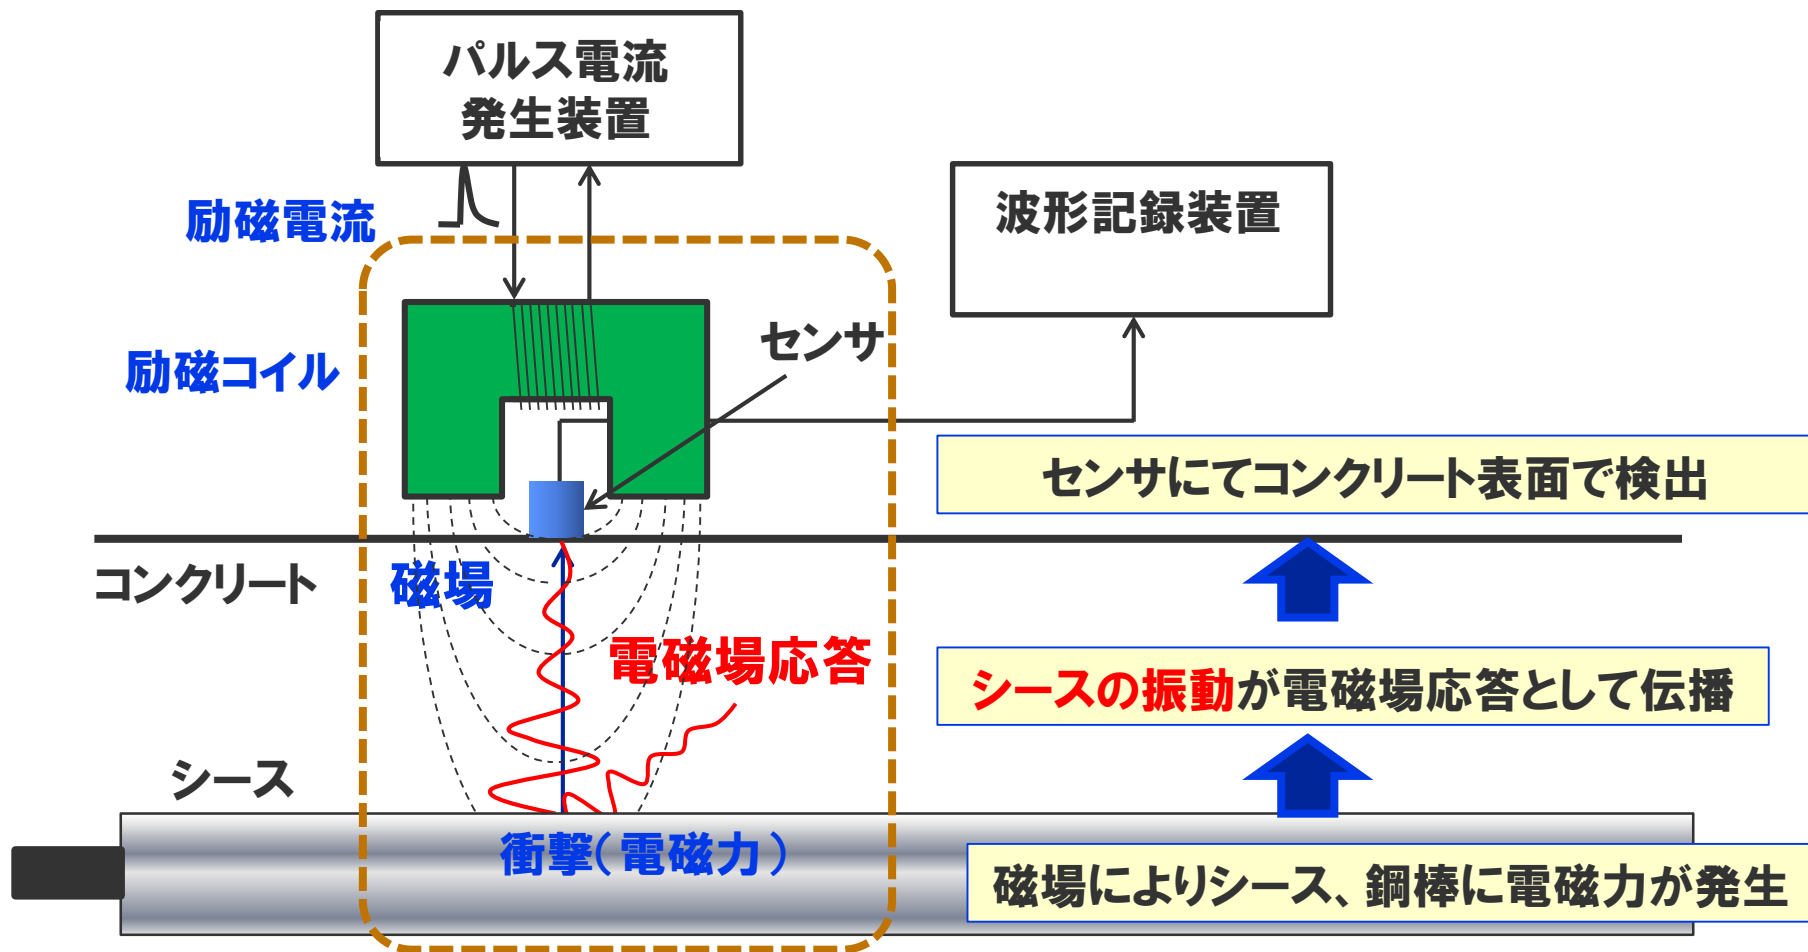 パルス電流
発生装置
励磁電流
波形記録装置
励磁コイル
センサ
センサにてコンクリート表面で検出
コンクリート
磁場
電磁場応答
シースの振動が電磁場応答として伝播
シース
衝撃(電磁力)
磁場によりシース、鋼棒に電磁力が発生